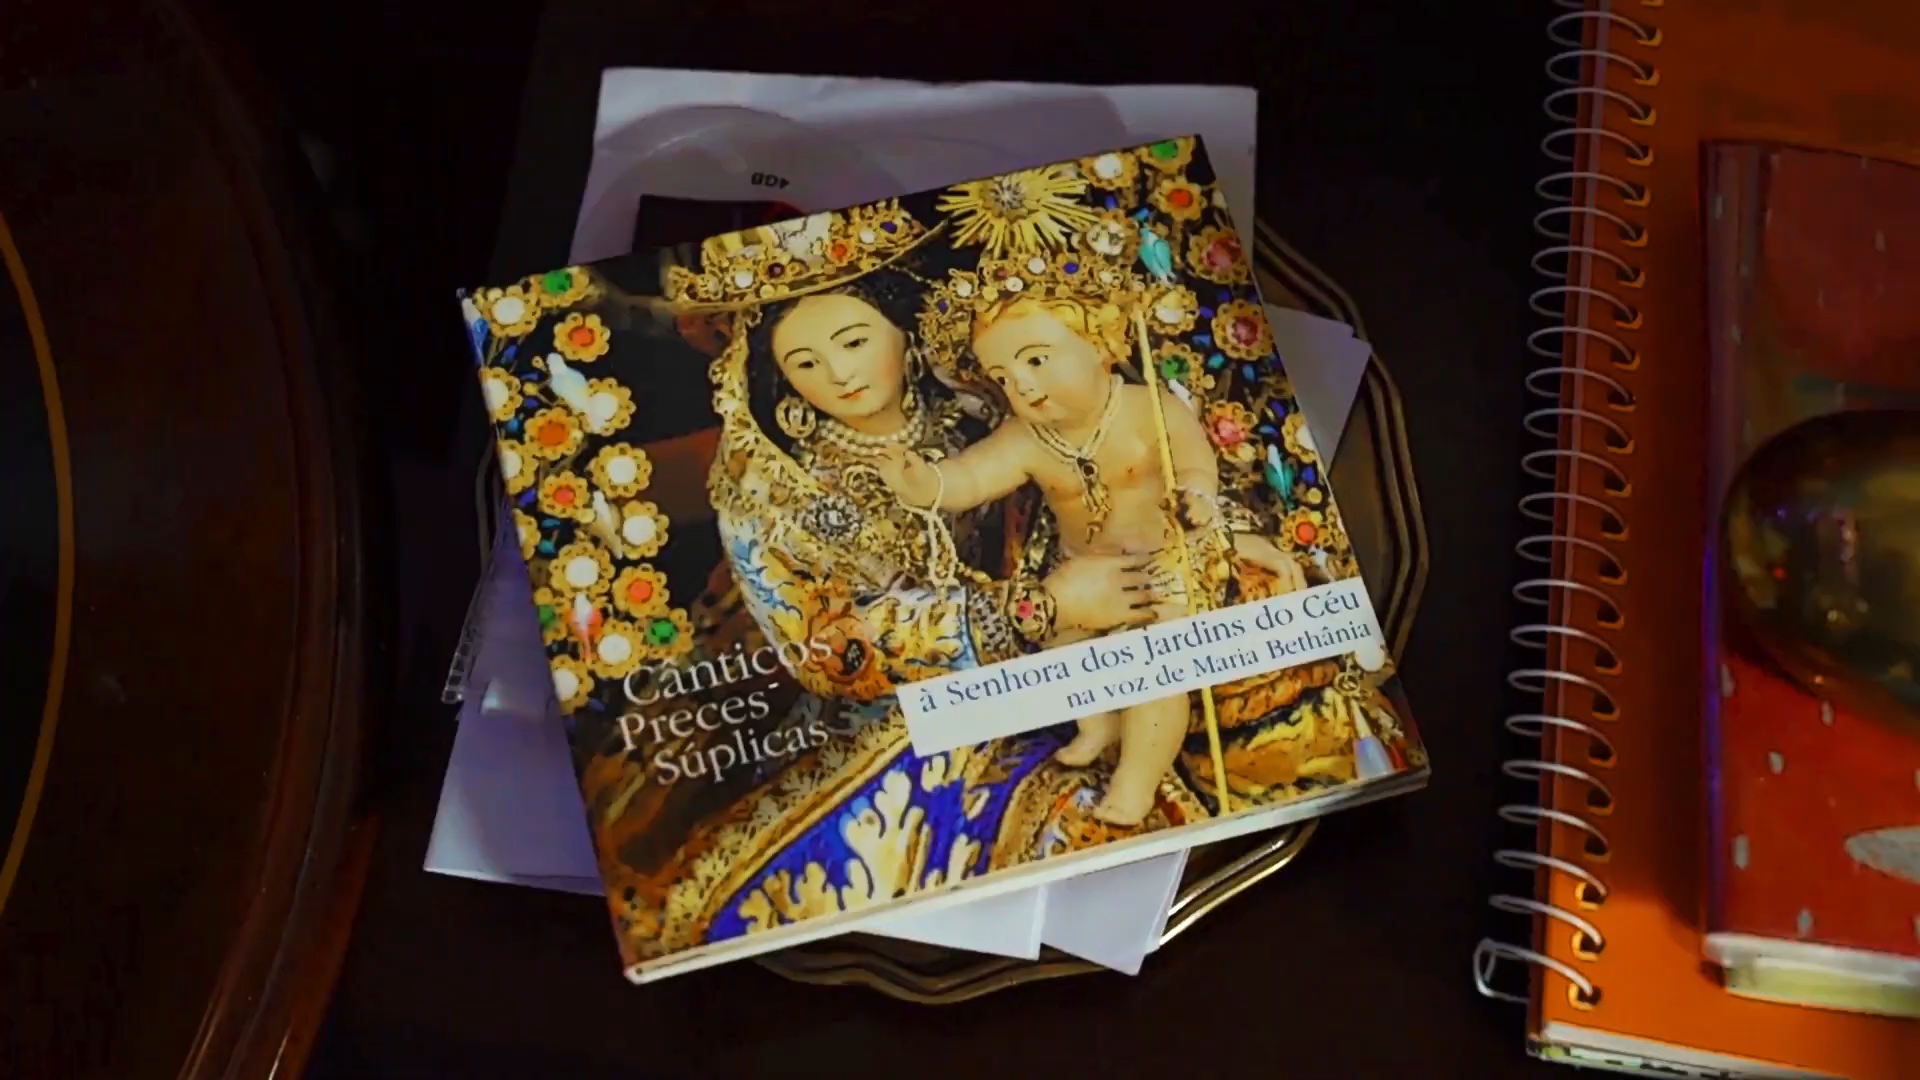 4GB
Cânticos
Preces
Súplicas
à Senhora dos Jardins do Céu
na voz de Maria Bethânia